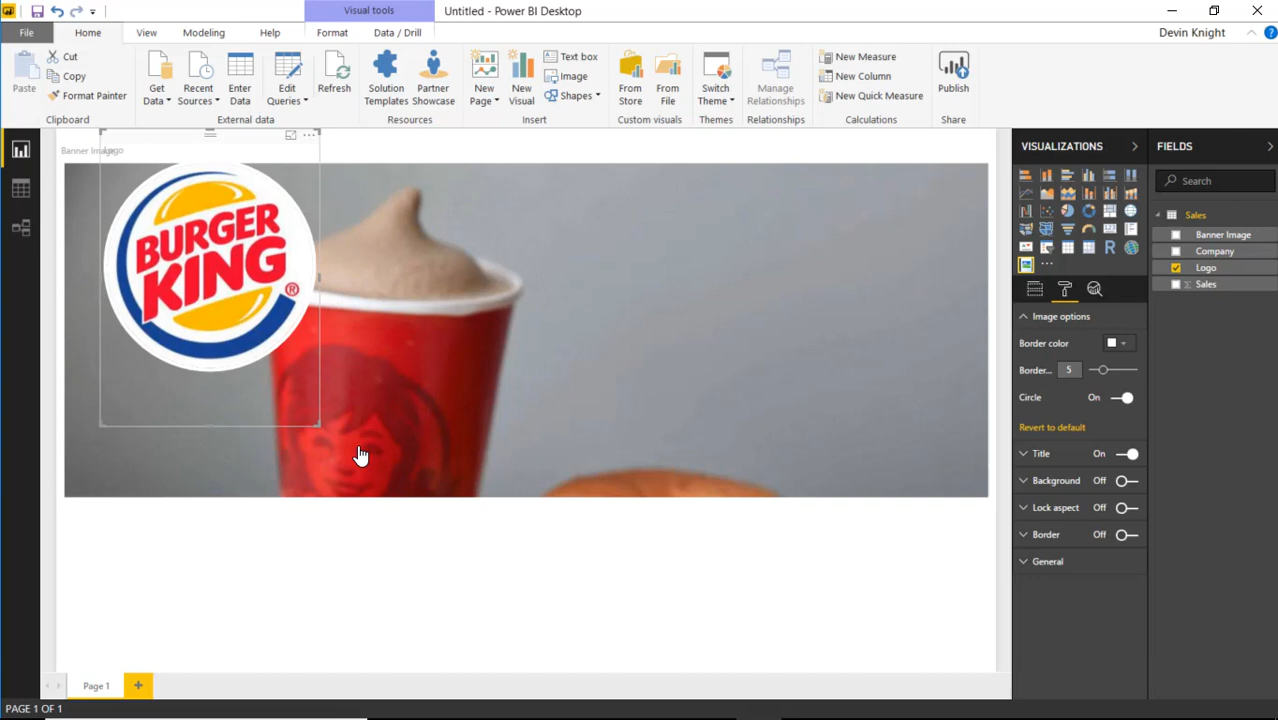 Visual tools
Untitled - Power BI Desktop
File
Home
View
Modeling
Help
Format
Data / Drill
Devin Knight
Paste
Cut
Copy
Format Painter
Clipboard
Get Data
Recent Sources
Enter Data
Edit Queries
External data
Refresh
Solution Templates
Partner Showcase
Resources
New Page
New Visual
Text box
Image
Shapes
Insert
From Store
From File
Custom visuals
Switch Theme
Themes
Manage Relationships
Relationships
New Measure
New Column
New Quick Measure
Calculations
Publish
Share
Logo
BURGER
KING
®
VISUALIZATIONS
R
Image options
Border color
Border... 5
Circle On
Revert to default
Title On
Background Off
Lock aspect Off
Border Off
General
FIELDS
Search
Sales
Banner Image
Company
Logo
Σ Sales
Page 1
PAGE 1 OF 1